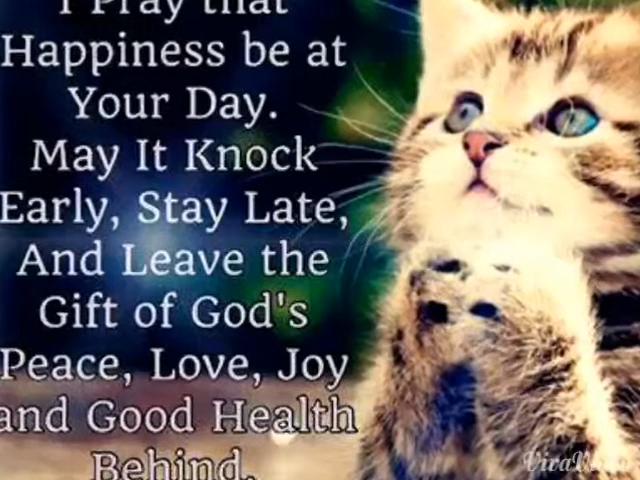 I Pray that
Happiness be at
Your Day.
May It Knock
Early, Stay Late,
And Leave the
Gift of God's
Peace, Love, Joy
and Good Health
Behind.